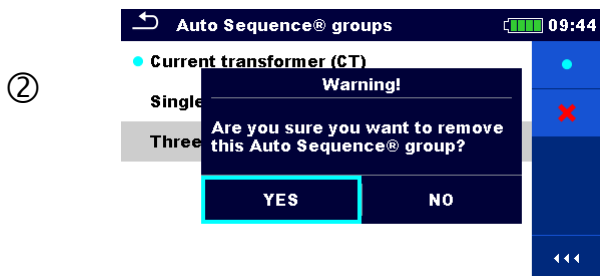 ②
Auto Sequence® groups
09:44
Current transformer (CT)
Single
Three
Warning!
Are you sure you want to remove
this Auto Sequence® group?
YES
NO